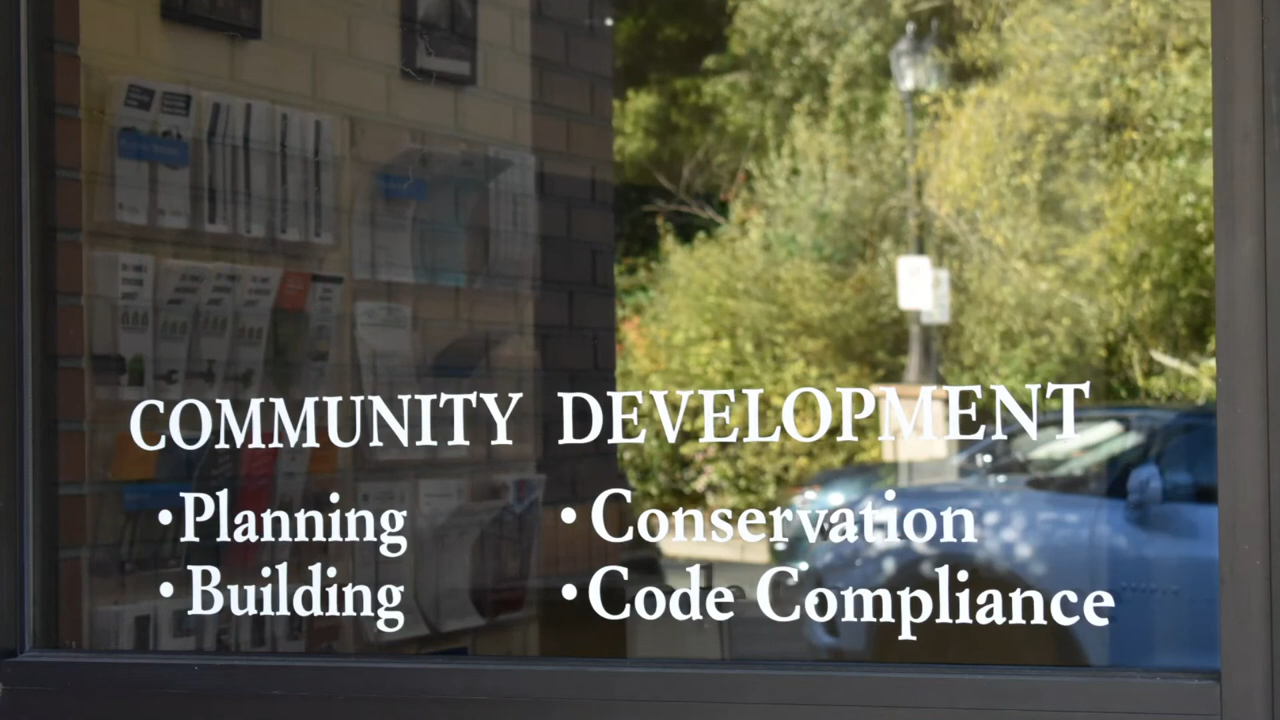 COMMUNITY DEVELOPMENT
•Planning •Conservation
•Building •Code Compliance